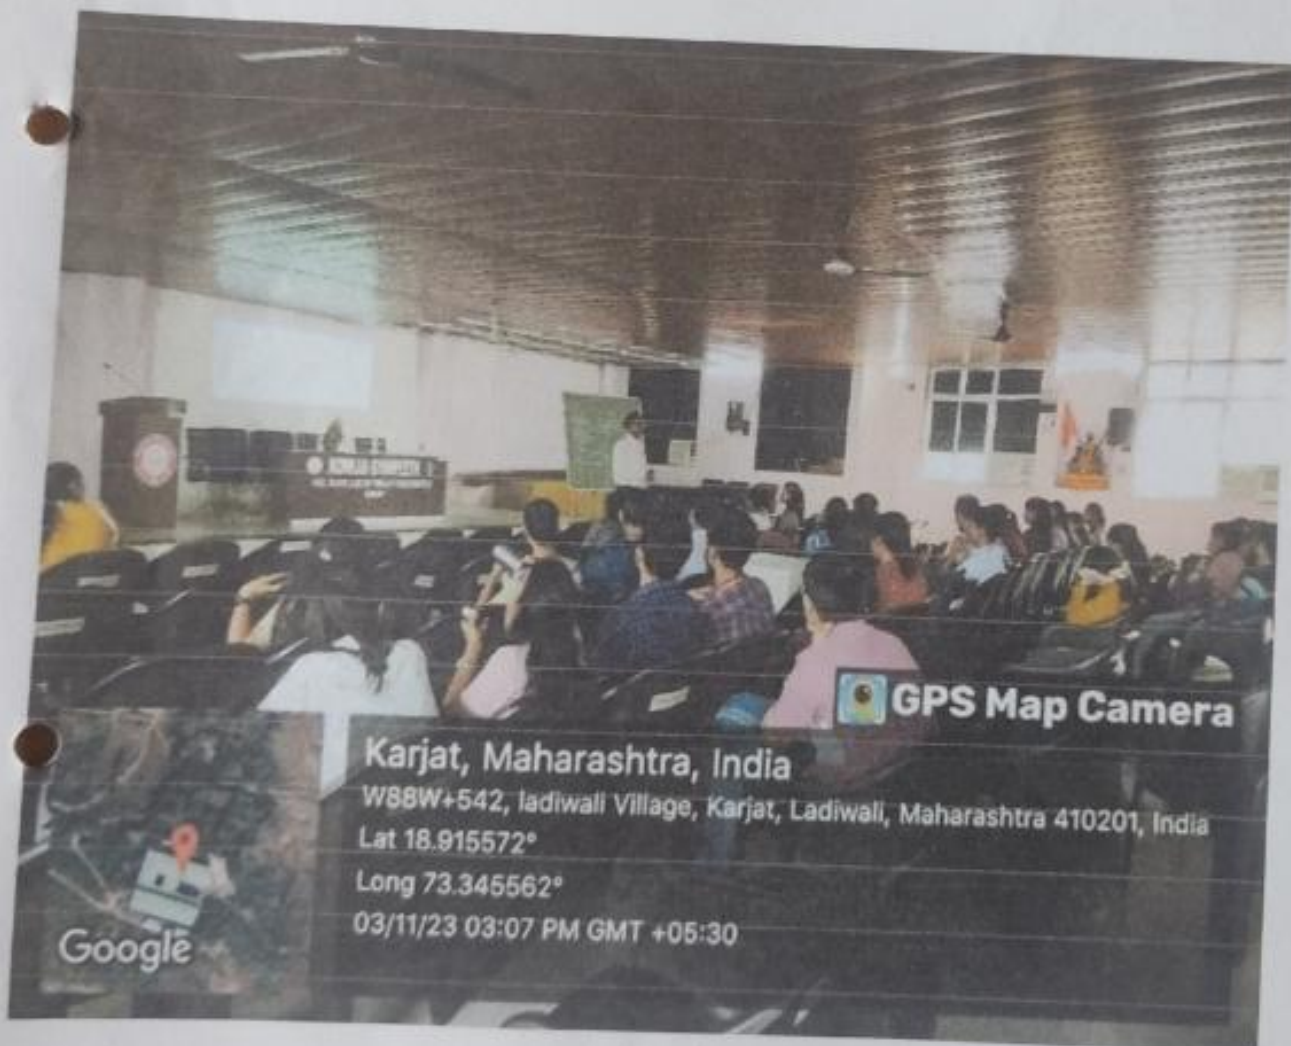 GPS Map Camera
Karjat, Maharashtra, India
W88W+542, ladiwali Village, Karjat, Ladiwali, Maharashtra 410201, India
Lat 18.915572°
Long 73.345562°
03/11/23 03:07 PM GMT +05:30
Google